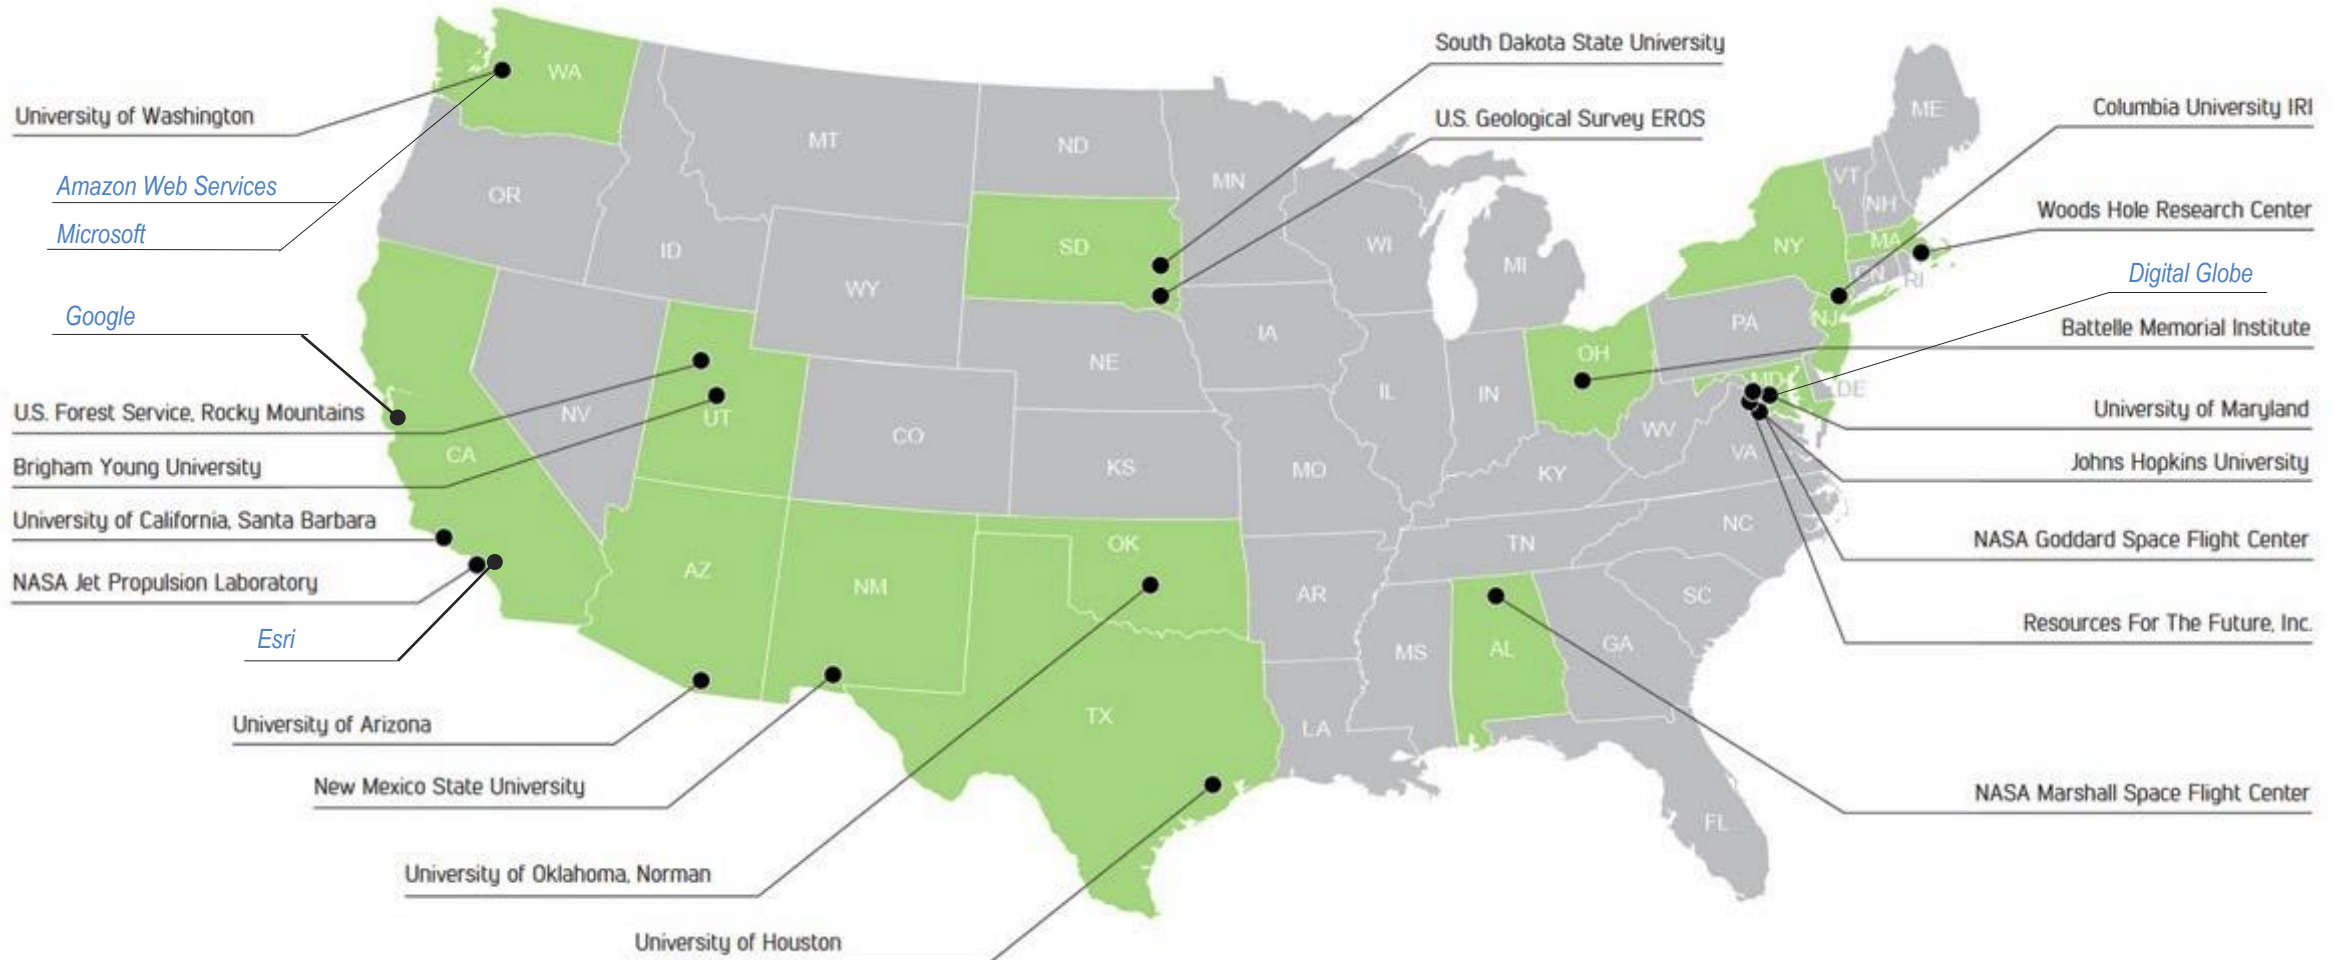 South Dakota State University
U.S. Geological Survey EROS
Columbia University IRI
University of Washington
Amazon Web Services
Microsoft
Woods Hole Research Center
Digital Globe
Google
Battelle Memorial Institute
U.S. Forest Service, Rocky Mountains
University of Maryland
Brigham Young University
Johns Hopkins University
University of California, Santa Barbara
NASA Goddard Space Flight Center
NASA Jet Propulsion Laboratory
Esri
Resources For The Future, Inc.
University of Arizona
New Mexico State University
NASA Marshall Space Flight Center
University of Oklahoma, Norman
University of Houston
WA
MT
ND
MN
ME
VT
NH
OR
ID
SD
WI
MI
NY
MA
CN
RI
WY
IA
PA
NJ
NE
OH
MD
DE
NV
UT
CO
IL
IN
WV
VA
CA
KS
MO
KY
NC
AZ
NM
OK
TN
AR
SC
MS
AL
GA
TX
LA
FL